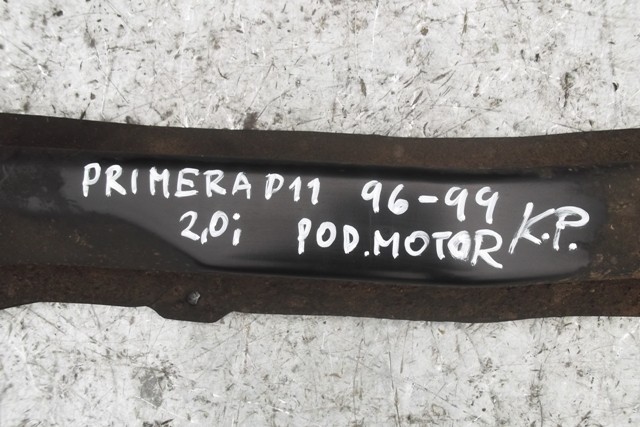 PRIMERA P11 96-99
2,0i POD.MOTOR K.P.